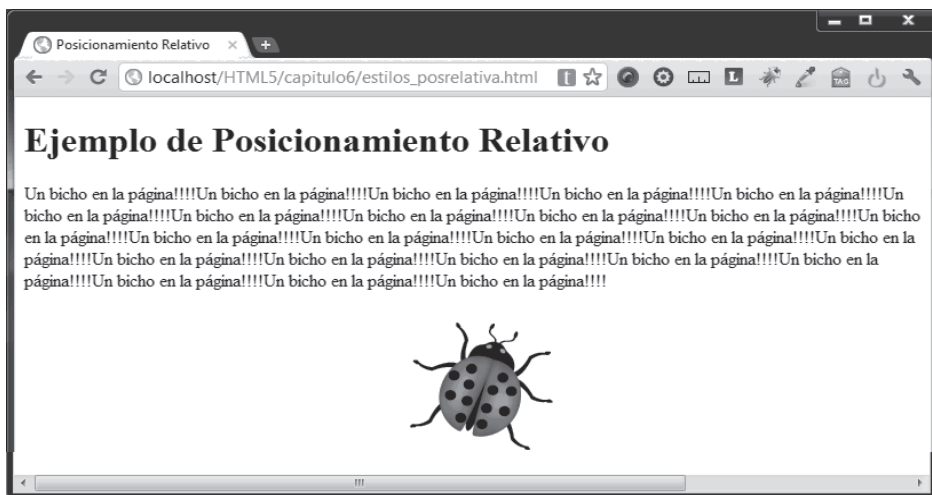 Posicionamiento Relativo
localhost/HTML5/capitulo6/estilos_posrelativa.html
t
L
TAG
Ejemplo de Posicionamiento Relativo
Un bicho en la página!!!!Un bicho en la página!!!!Un bicho en la página!!!!Un bicho en la página!!!!Un bicho en la página!!!!Un
bicho en la página!!!!Un bicho en la página!!!!Un bicho en la página!!!!Un bicho en la página!!!!Un bicho en la página!!!!Un bicho
en la página!!!!Un bicho en la página!!!!Un bicho en la página!!!!Un bicho en la página!!!!Un bicho en la página!!!!Un bicho en la
página!!!!Un bicho en la página!!!!Un bicho en la página!!!!Un bicho en la página!!!!Un bicho en la página!!!!Un bicho en la
página!!!!Un bicho en la página!!!!Un bicho en la página!!!!Un bicho en la página!!!!